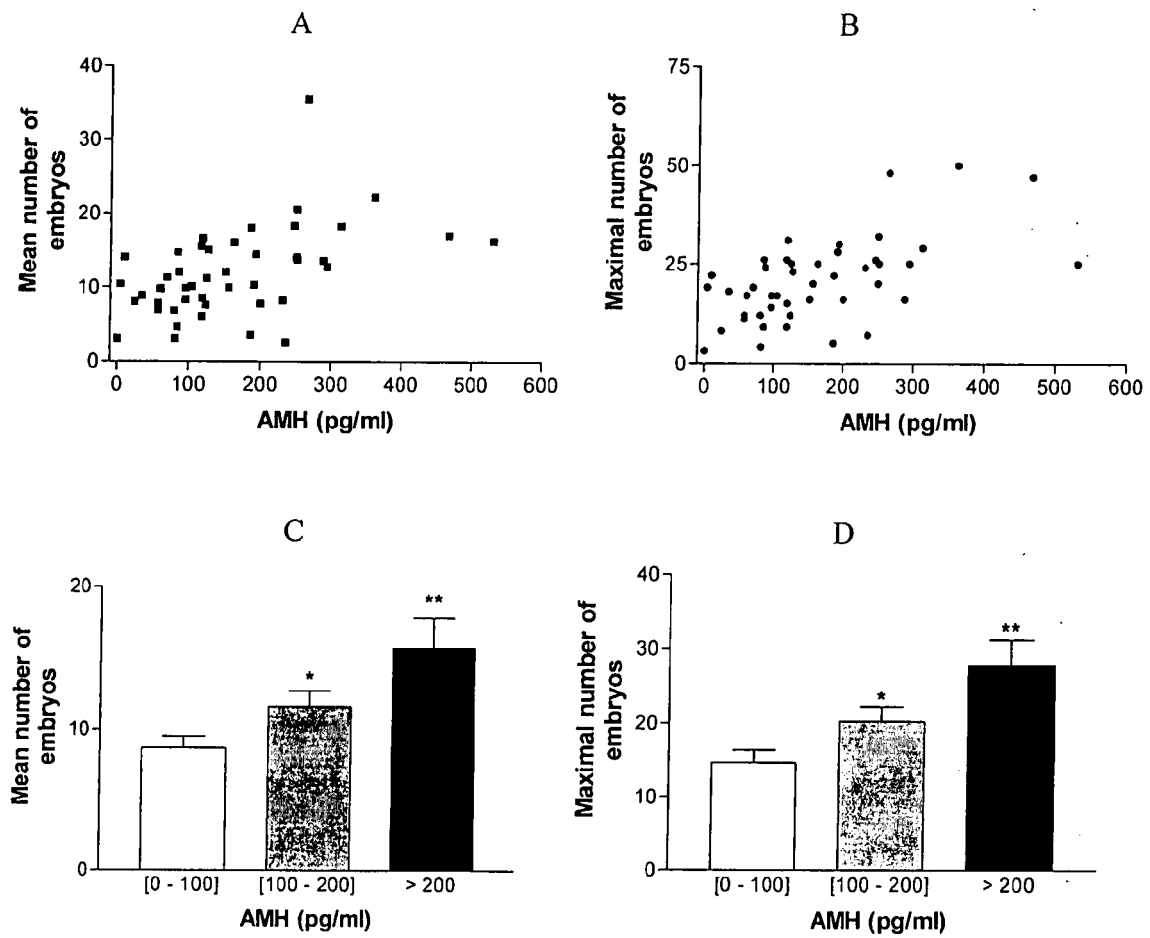 A
Mean number of
embryos
40
30
20
10
0
0 100 200 300 400 500 600
AMH (pg/ml)
B
Maximal number of
embryos
75
50
25
0
0 100 200 300 400 500 600
AMH (pg/ml)
C
Mean number of
embryos
20
10
0
*
**
[0 - 100] [100 - 200] > 200
AMH (pg/ml)
D
Maximal number of
embryos
40
30
20
10
0
*
**
[0 - 100] [100 - 200] > 200
AMH (pg/ml)